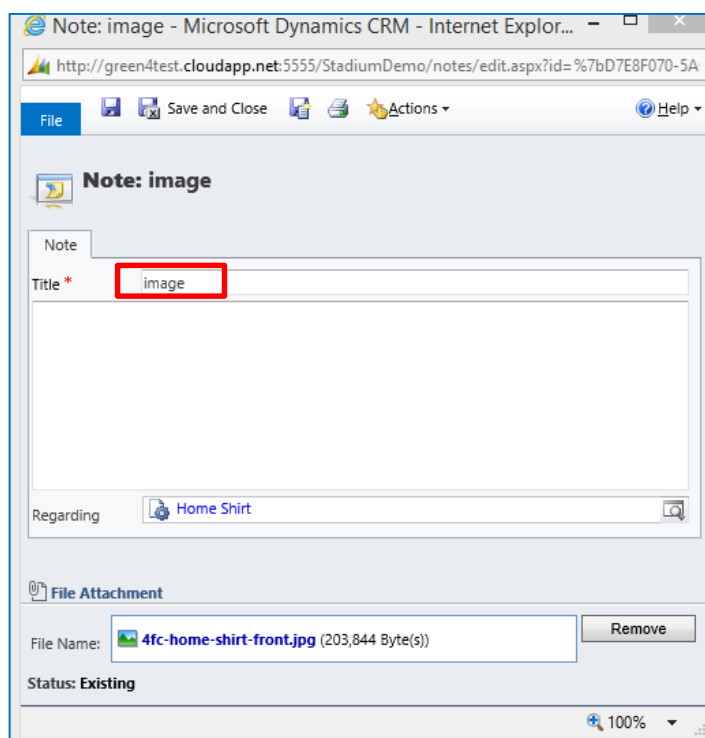 Note: image - Microsoft Dynamics CRM - Internet Explor...
http://green4test.cloudapp.net:5555/StadiumDemo/notes/edit.aspx?id=%7bD7E8F070-5A
File Save and Close Actions Help
Note: image
Note
Title * image
Regarding Home Shirt
File Attachment
File Name: 4fc-home-shirt-front.jpg (203,844 Byte(s)) Remove
Status: Existing
100%